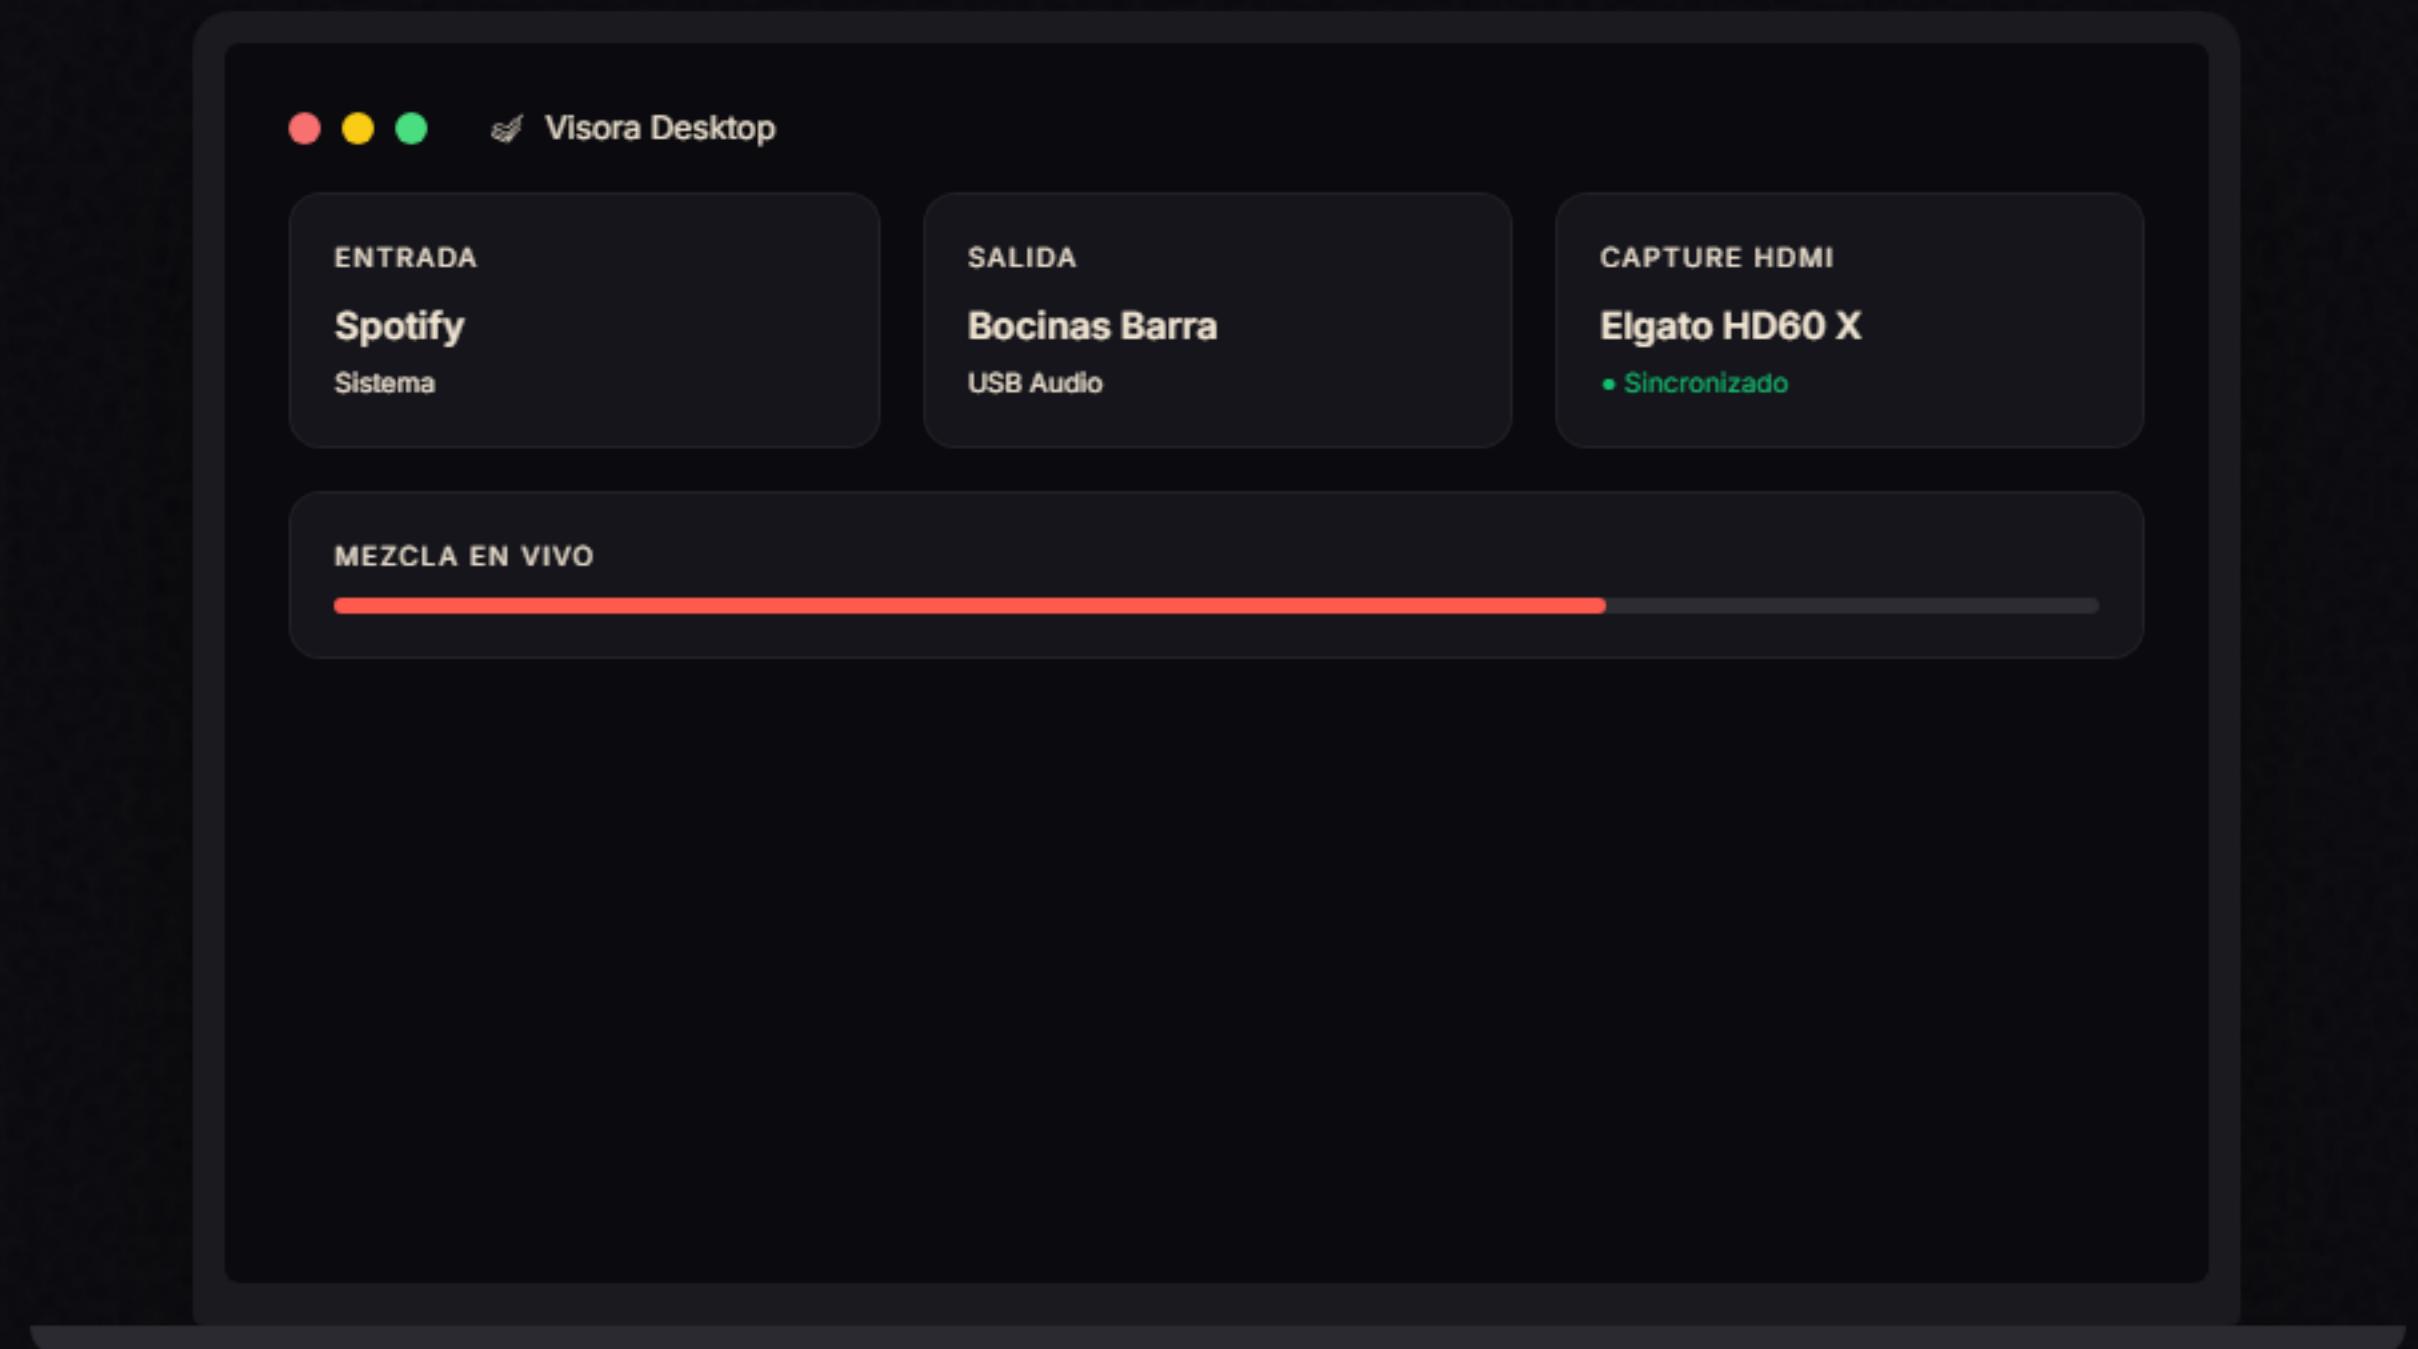 Visora Desktop
ENTRADA
Spotify
Sistema
SALIDA
Bocinas Barra
USB Audio
CAPTURE HDMI
Elgato HD60 X
• Sincronizado
MEZCLA EN VIVO